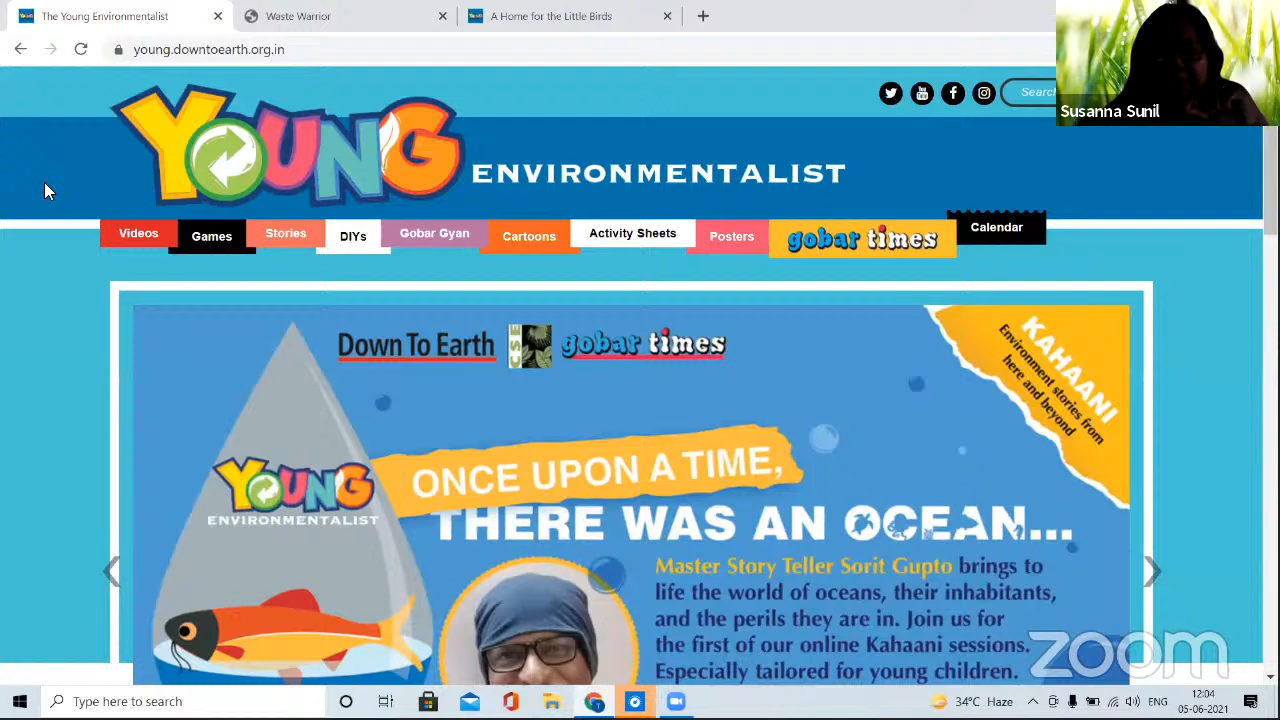 The Young Environmentalist
Waste Warrior
A Home for the Little Birds
young.downtoearth.org.in
Susanna Sunil
YOUNG
ENVIRONMENTALIST
Videos
Games
Stories
DIYs
Gobar Gyan
Cartoons
Activity Sheets
Posters
gobar times
Calendar
Down To Earth
CSE
gobar times
KAHAANI
Environment stories from
here and beyond
YOUNG
ENVIRONMENTALIST
ONCE UPON A TIME,
THERE WAS AN OCEAN...
Master Story Teller Sorit Gupto brings to
life the world of oceans, their inhabitants,
and the perils they are in. Join us for
the first of our online Kahaani sessions.
Especially tailored for young children.
zoom
Type here to search
34°C Haze
ENG
12:04
05-06-2021